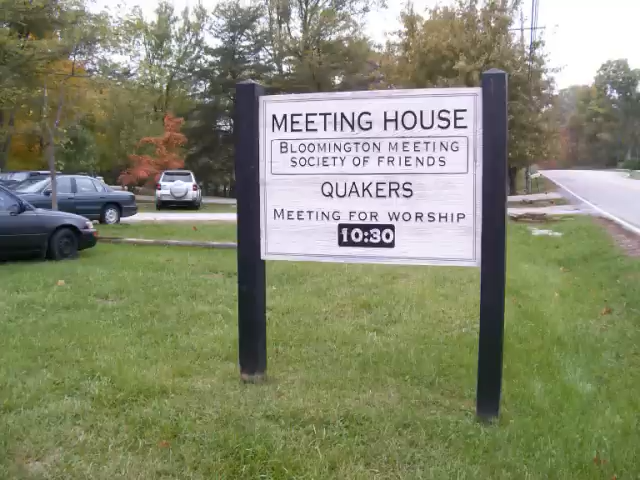 MEETING HOUSE
BLOOMINGTON MEETING
SOCIETY OF FRIENDS
QUAKERS
MEETING FOR WORSHIP
10:30